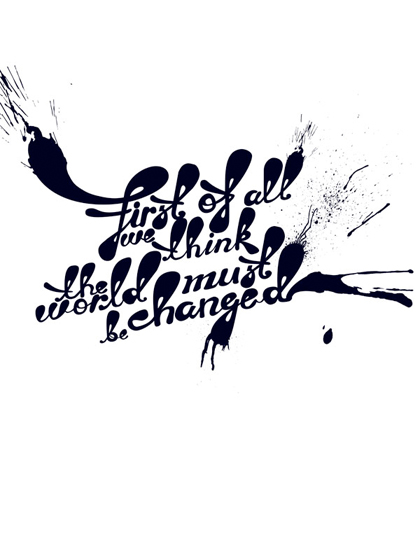 first of all
we think
the world must
be changed